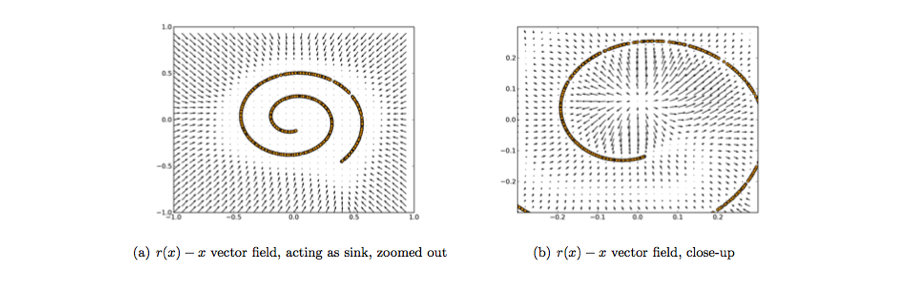 1.0
0.5
0.0
−0.5
−1.0
−1.0 −0.5 0.0 0.5 1.0
(a) r(x) − x vector field, acting as sink, zoomed out
0.2
0.1
0.0
−0.1
−0.2
−0.2 −0.1 0.0 0.1 0.2
(b) r(x) − x vector field, close-up